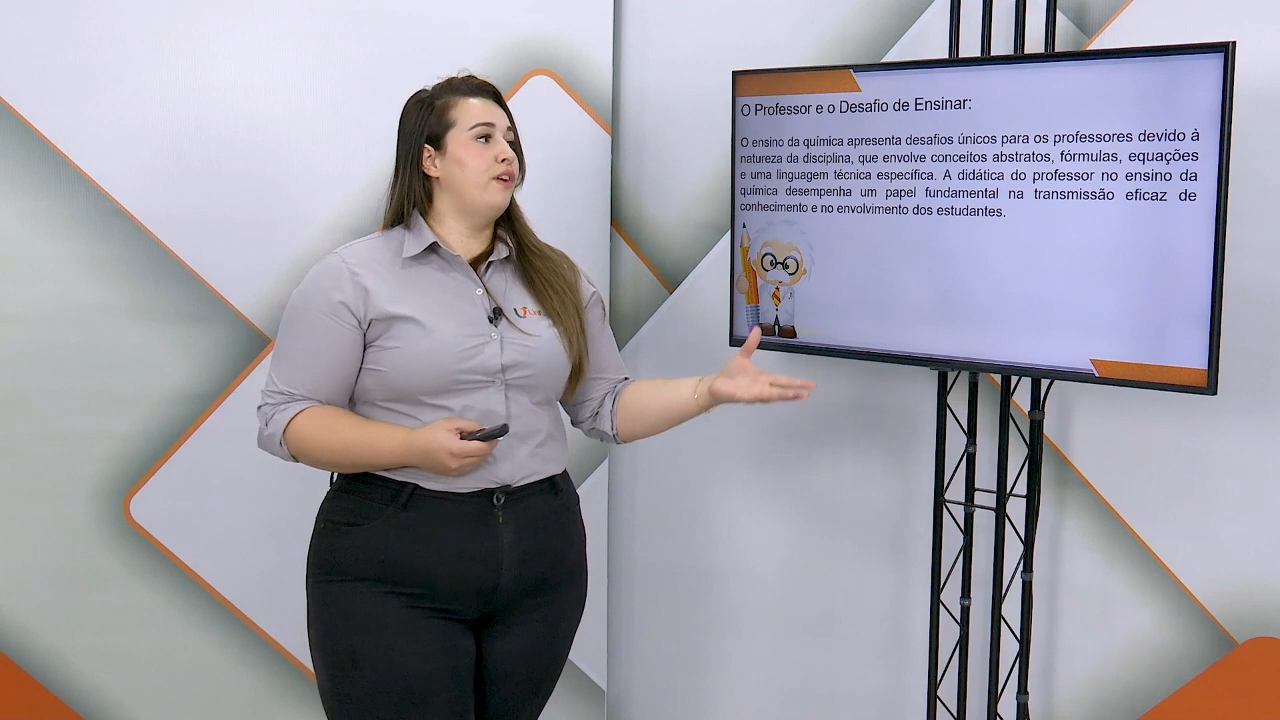 O Professor e o Desafio de Ensinar:
O ensino da química apresenta desafios únicos para os professores devido à
natureza da disciplina, que envolve conceitos abstratos, fórmulas, equações
e uma linguagem técnica específica. A didática do professor no ensino da
química desempenha um papel fundamental na transmissão eficaz de
conhecimento e no envolvimento dos estudantes.